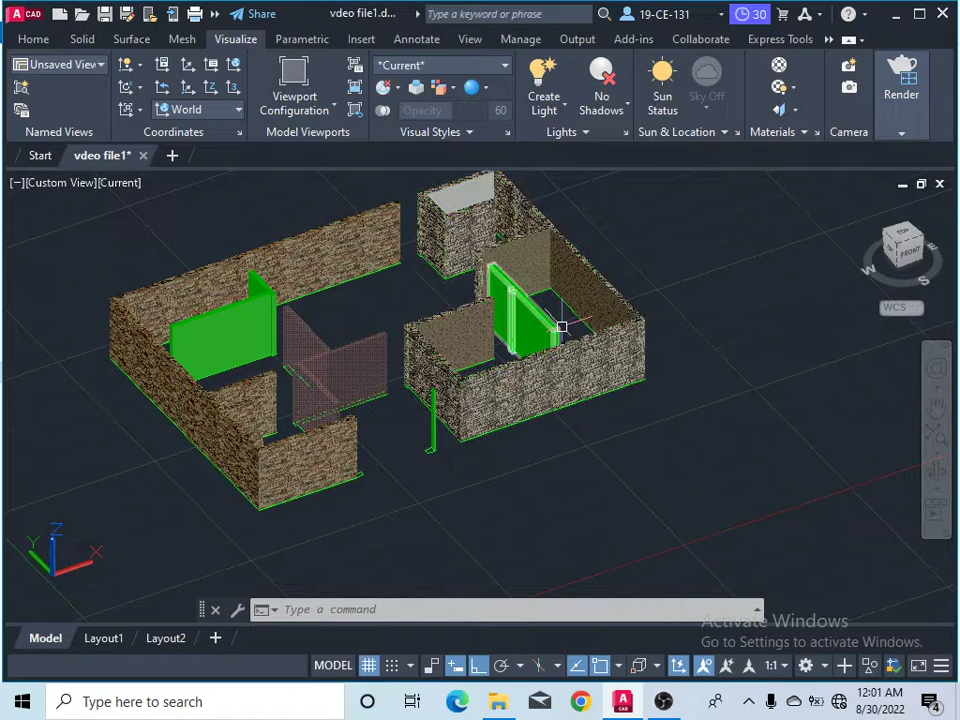 CAD
Share
vdeo file1.d...
Type a keyword or phrase
19-CE-131
30
Home Solid Surface Mesh Visualize Parametric Insert Annotate View Manage Output Add-ins Collaborate Express Tools
Unsaved View
World
Named Views
Coordinates
Viewport
Configuration
Model Viewports
*Current*
Opacity 60
Visual Styles
Create
Light
No
Shadows
Lights
Sun
Status
Sky Off
Sun & Location
Materials
Camera
Render
Start vdeo file1*
[−][Custom View][Current]
TOP
FRONT
W
E
S
WCS
Z
Y
X
Type a command
Activate Windows
Go to Settings to activate Windows.
Model Layout1 Layout2
MODEL
1:1
Type here to search
12:01 AM
8/30/2022
4